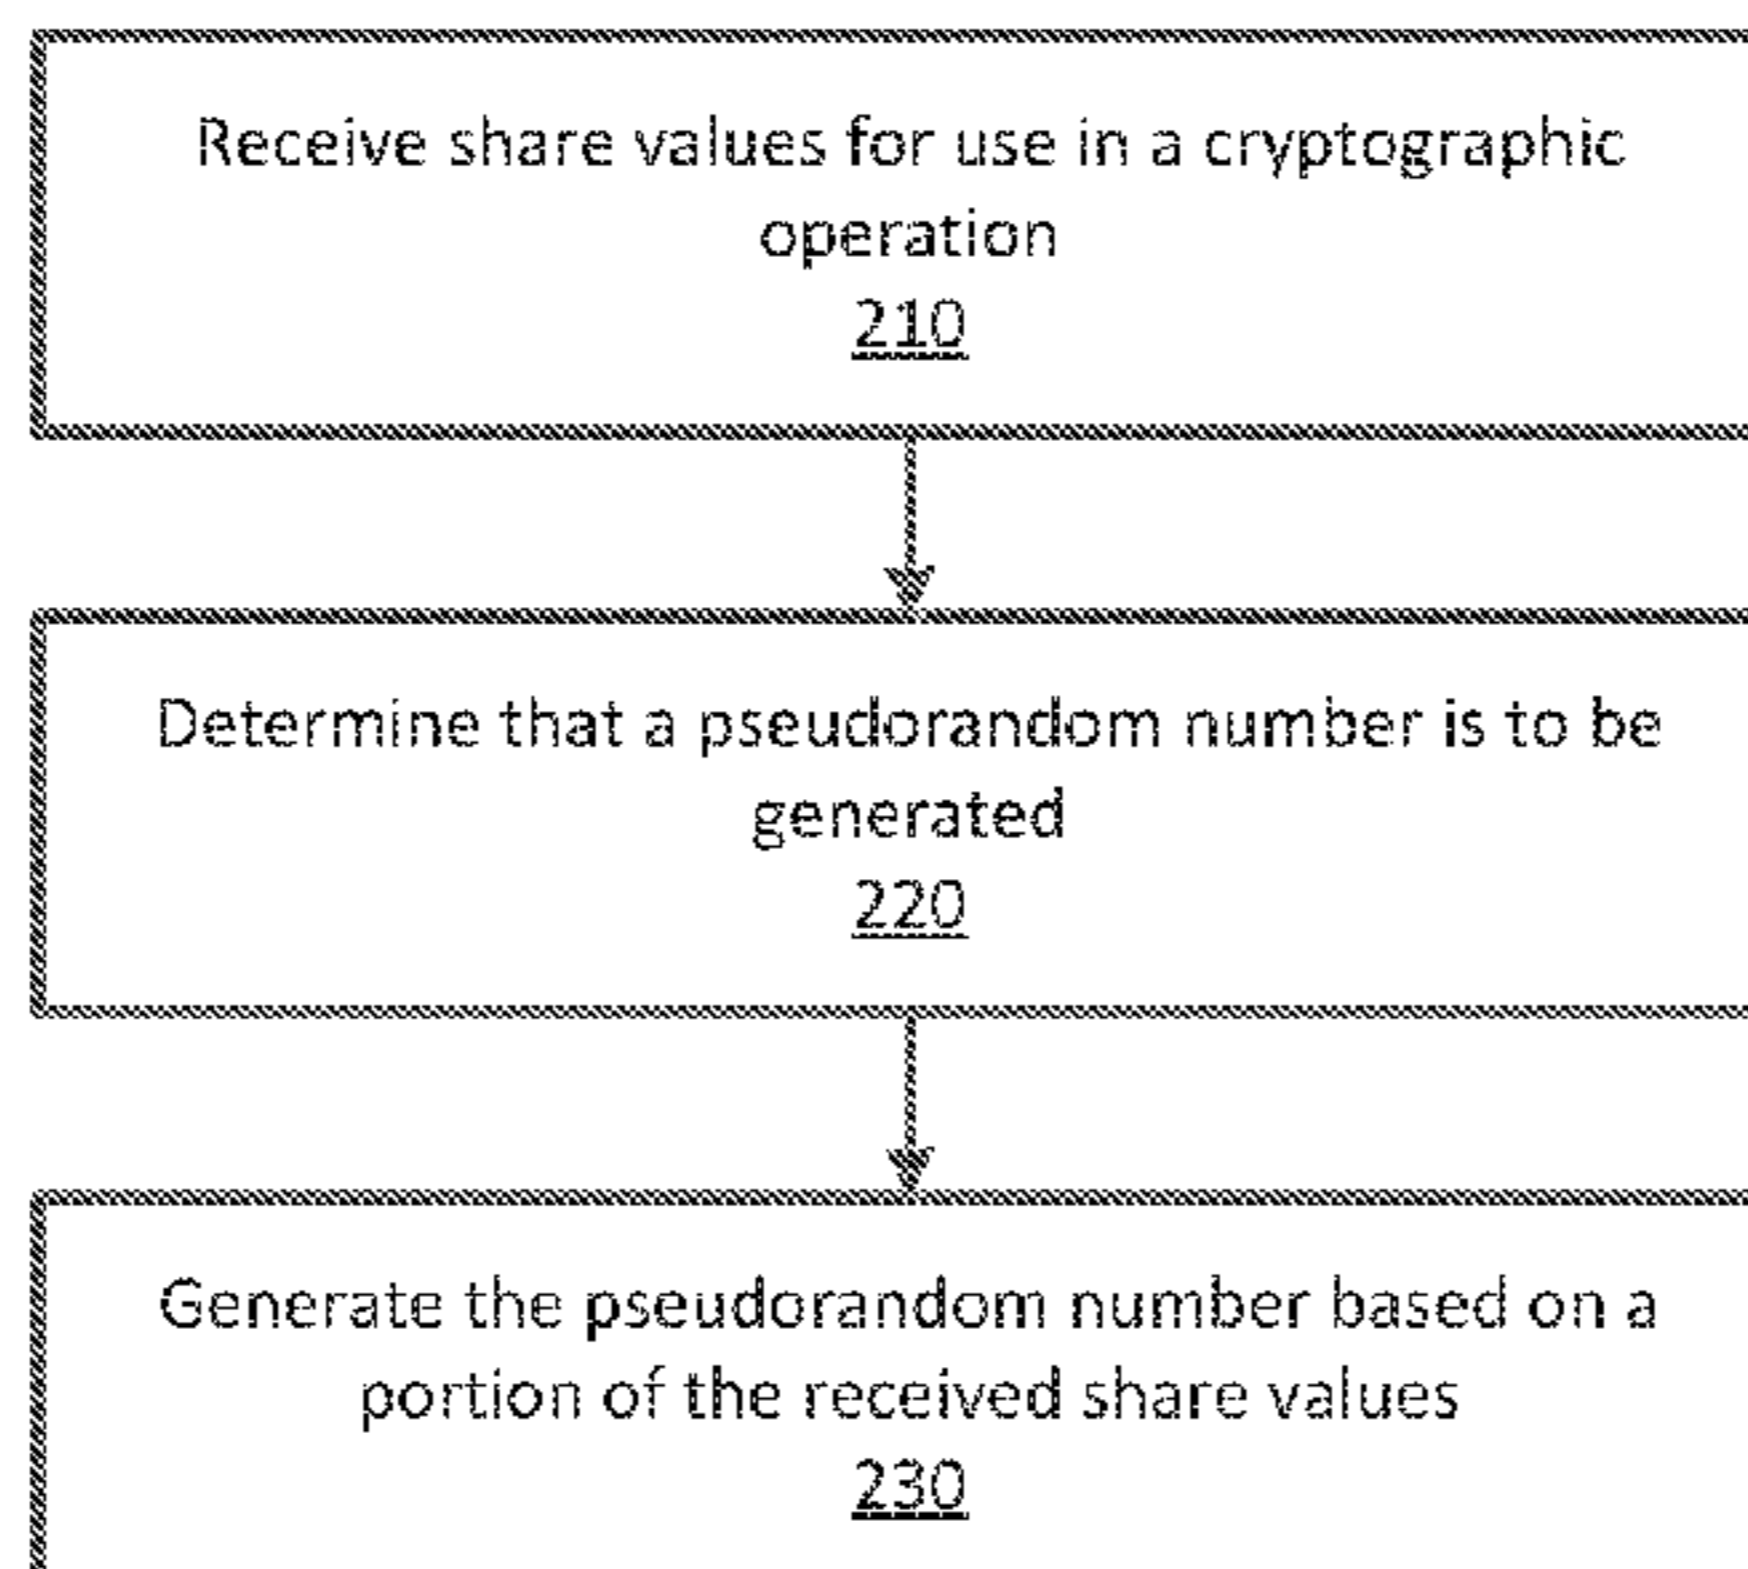 Receive share values for use in a cryptographic
operation
210
Determine that a pseudorandom number is to be
generated
220
Generate the pseudorandom number based on a
portion of the received share values
230